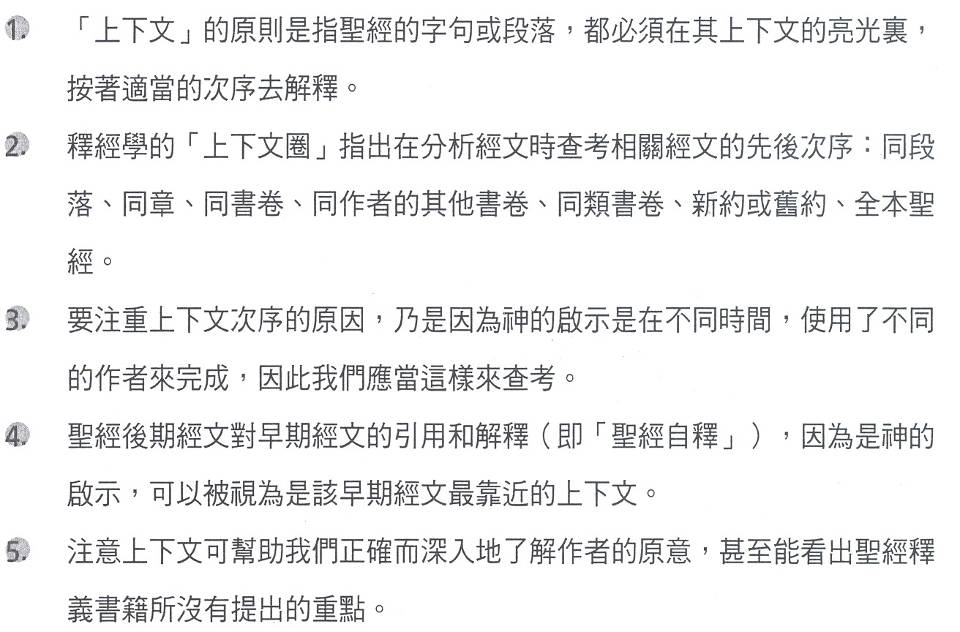 1. 「上下文」的原則是指聖經的字句或段落，都必須在其上下文的亮光裏，
按著適當的次序去解釋。
2. 釋經學的「上下文圈」指出在分析經文時查考相關經文的先後次序：同段
落、同章、同書卷、同作者的其他書卷、同類書卷、新約或舊約、全本聖
經。
3. 要注重上下文次序的原因，乃是因為神的啟示是在不同時間，使用了不同
的作者來完成，因此我們應當這樣來查考。
4. 聖經後期經文對早期經文的引用和解釋（即「聖經自釋」），因為是神的
啟示，可以被視為是該早期經文最靠近的上下文。
5. 注意上下文可幫助我們正確而深入地了解作者的原意，甚至能看出聖經釋
義書籍所沒有提出的重點。